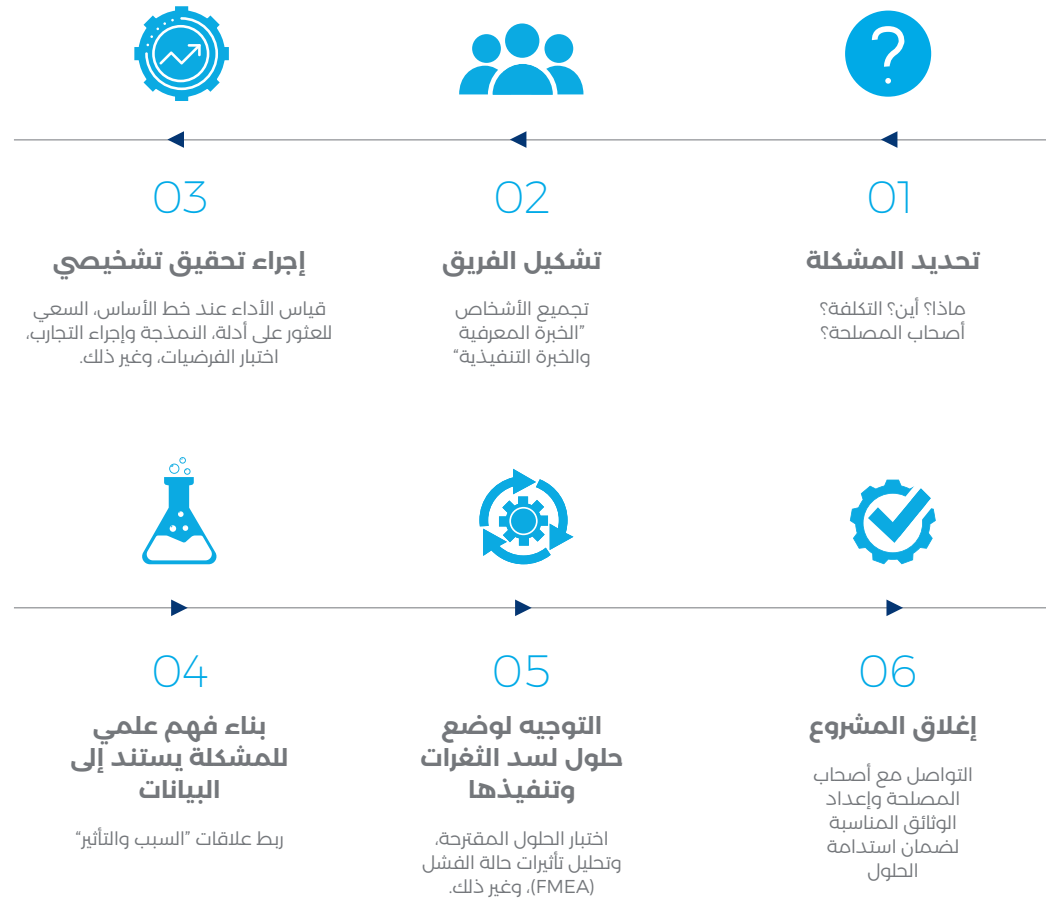 01
تحديد المشكلة
ماذا؟ أين؟ التكلفة؟
أصحاب المصلحة؟
02
تشكيل الفريق
تجميع الأشخاص
"الخبرة المعرفية
والخبرة التنفيذية"
03
إجراء تحقيق تشخيصي
قياس الأداء عند خط الأساس، السعي
للعثور على أدلة، النمذجة وإجراء التجارب،
اختبار الفرضيات، وغير ذلك.
04
بناء فهم علمي
للمشكلة يستند إلى
البيانات
ربط علاقات "السبب والتأثير"
05
التوجيه لوضع
حلول لسد الثغرات
وتنفيذها
اختبار الحلول المقترحة،
وتحليل تأثيرات حالة الفشل
(FMEA)، وغير ذلك.
06
إغلاق المشروع
التواصل مع أصحاب
المصلحة وإعداد
الوثائق المناسبة
لضمان استدامة
الحلول